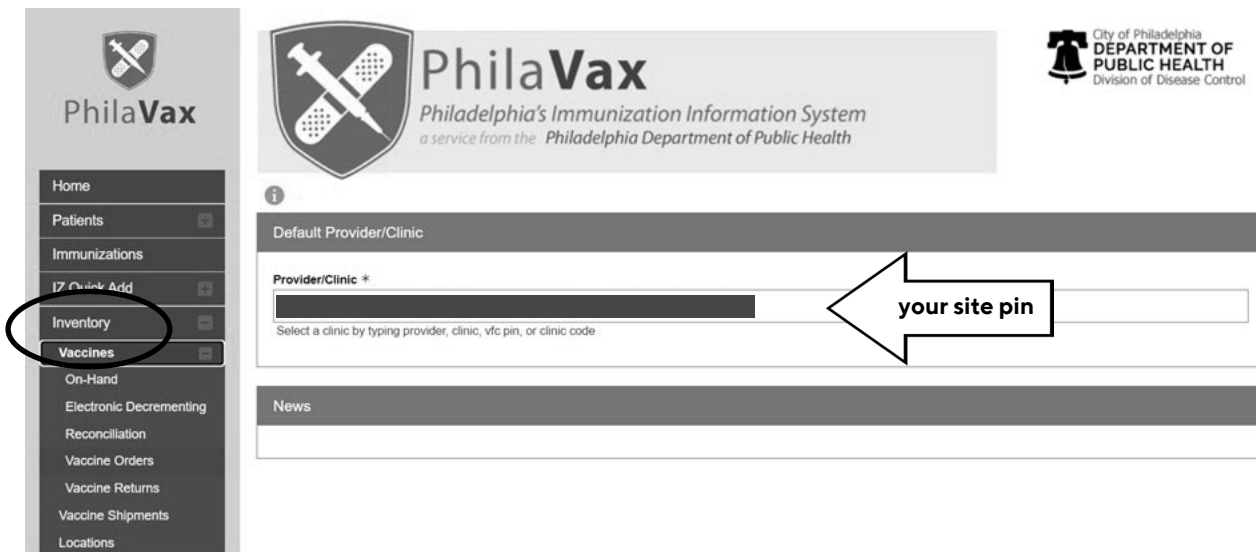 PhilaVax
Home
Patients
Immunizations
IZ Quick Add
Inventory
Vaccines
On-Hand
Electronic Decrementing
Reconciliation
Vaccine Orders
Vaccine Returns
Vaccine Shipments
Locations
PhilaVax
Philadelphia's Immunization Information System
a service from the Philadelphia Department of Public Health
City of Philadelphia
DEPARTMENT OF
PUBLIC HEALTH
Division of Disease Control
i
Default Provider/Clinic
Provider/Clinic *
your site pin
Select a clinic by typing provider, clinic, vfc pin, or clinic code
News